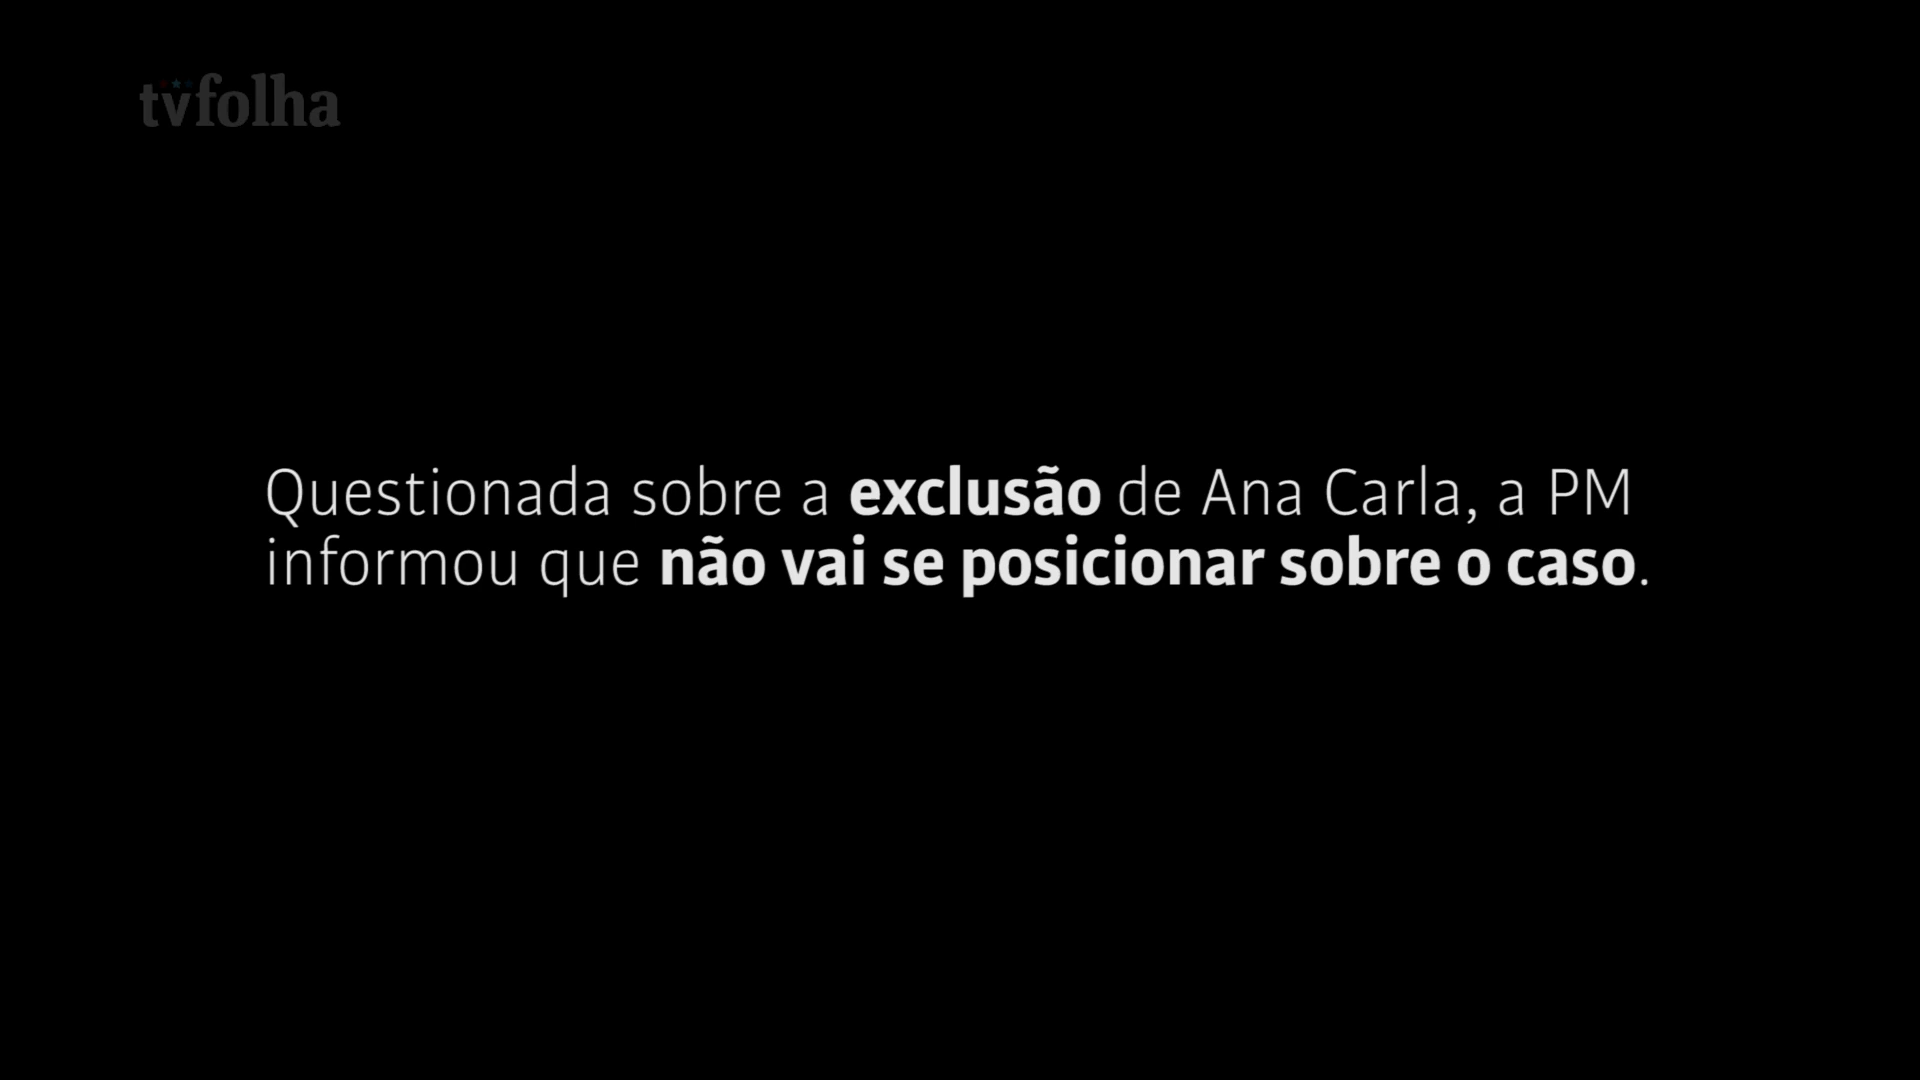 tvfolha
Questionada sobre a exclusão de Ana Carla, a PM
informou que não vai se posicionar sobre o caso.